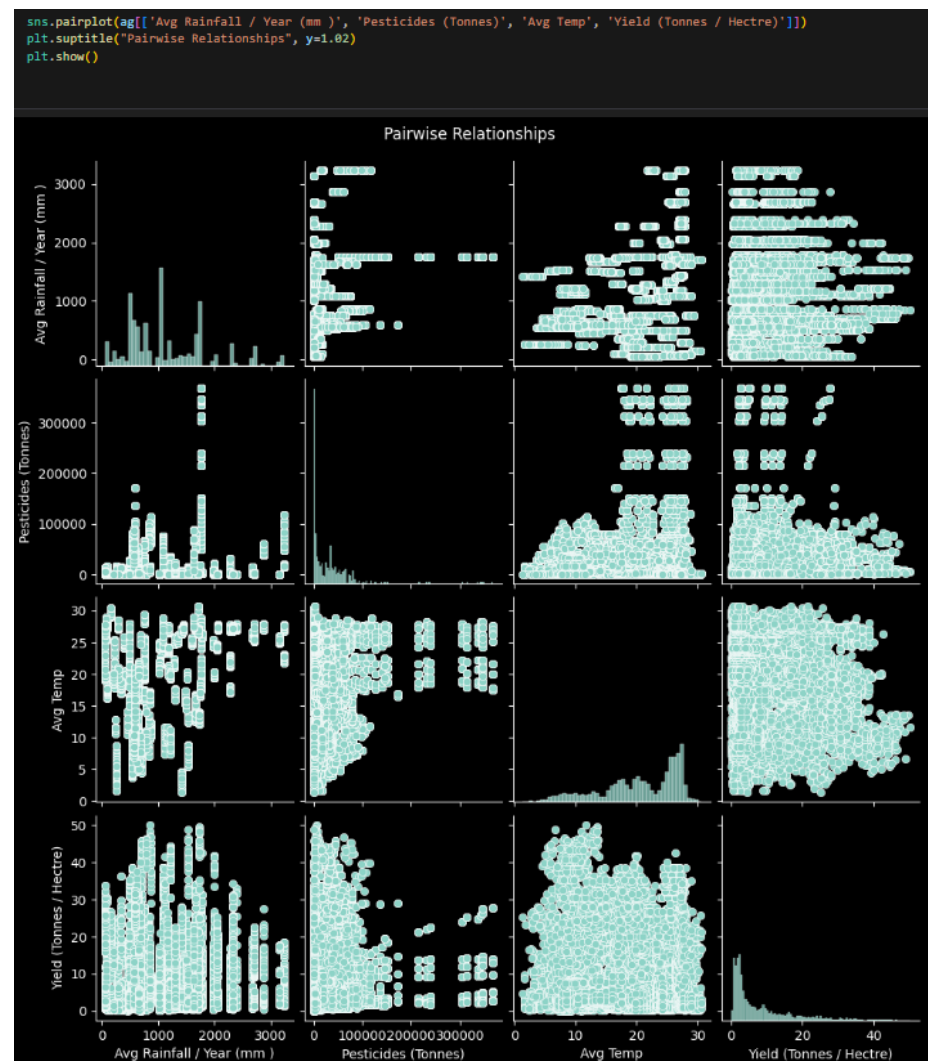 sns.pairplot(ag[['Avg Rainfall / Year (mm )', 'Pesticides (Tonnes)', 'Avg Temp', 'Yield (Tonnes / Hectre)']])
plt.suptitle("Pairwise Relationships", y=1.02)
plt.show()
Pairwise Relationships
Avg Rainfall / Year (mm )
3000
2000
1000
0
Pesticides (Tonnes)
300000
200000
100000
0
Avg Temp
30
25
20
15
10
5
0
Yield (Tonnes / Hectre)
50
40
30
20
10
0
0 1000 2000 3000
0 100000 200000 300000
0 10 20 30
0 20 40
Avg Rainfall / Year (mm )
Pesticides (Tonnes)
Avg Temp
Yield (Tonnes / Hectre)